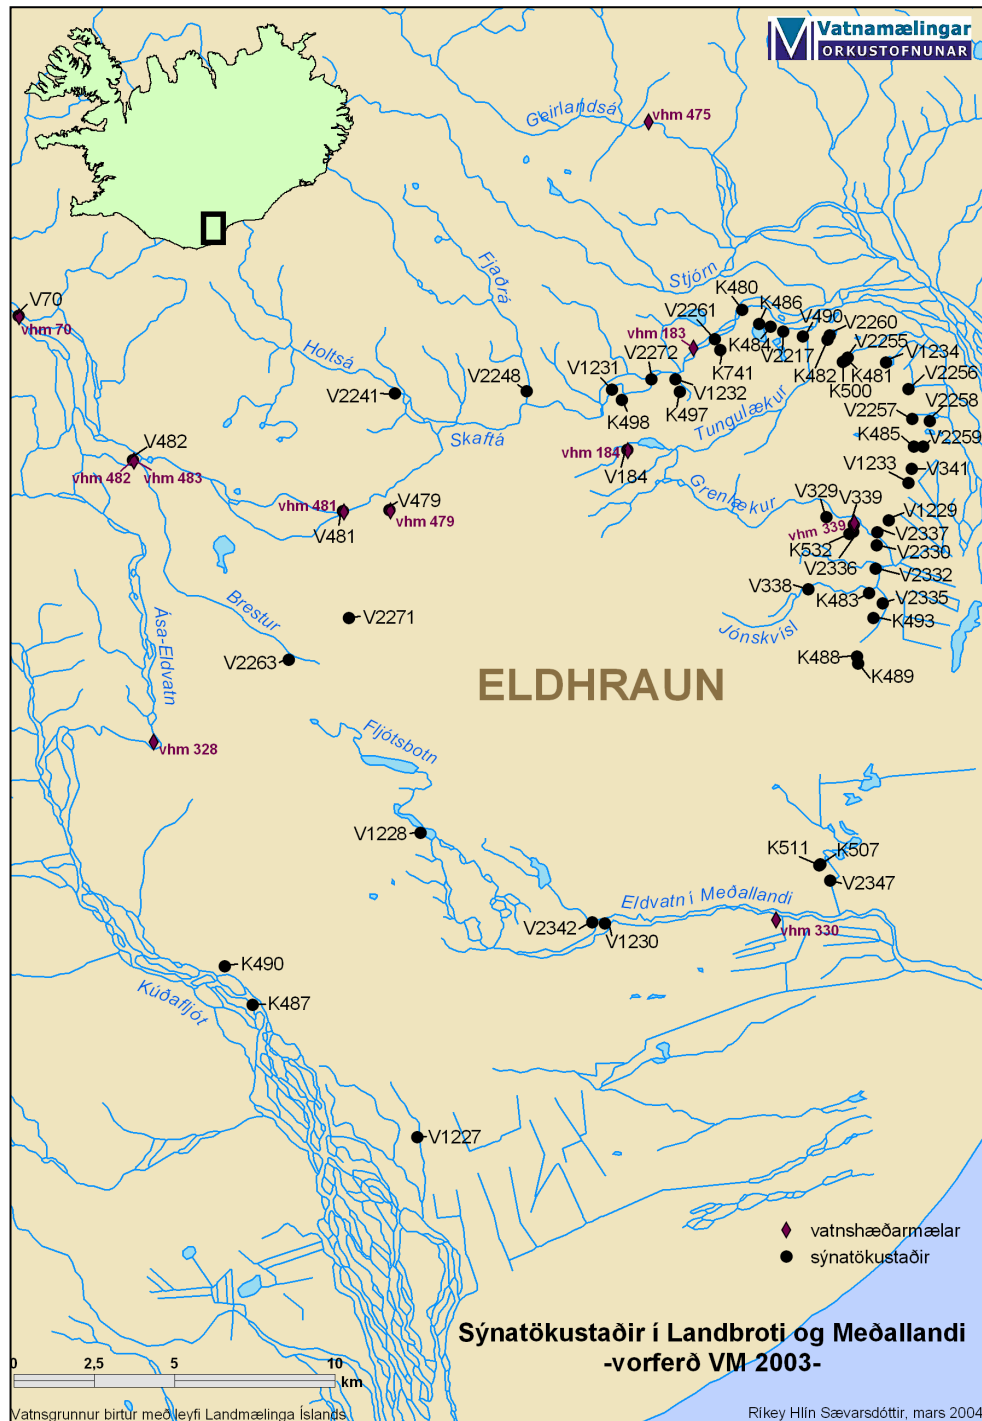 Vatnamælingar
ORKUSTOFNUNAR
Geirlandsá
vhm 475
Fjaðrá
Stjórn
K480
K486
V2261
V490
V2260
V70
vhm 70
vhm 183
K484
V2217
V2255
V1234
Holtsá
V2272
K741
K482
K481
K500
V2256
V2248
V1231
V2241
V1232
K498
K497
Tungulækur
V2257
V2258
Skaftá
K485
V2259
V482
vhm 184
V184
V1233
V341
vhm 482
vhm 483
Grenlækur
vhm 481
V479
V329
V339
V1229
vhm 479
vhm 339
V481
K532
V2337
V2330
V2336
V2332
Brestur
V338
K483
V2335
Ása-Eldvatn
V2271
Jónskvísl
K493
V2263
K488
K489
ELDHRAUN
Fljótsbotn
vhm 328
V1228
K511
K507
V2347
Eldvatn í Meðallandi
V2342
V1230
vhm 330
K490
Kúðafljót
K487
V1227
vatnshæðarmælar
sýnatökustaðir
Sýnatökustaðir í Landbroti og Meðallandi
-vorferð VM 2003-
0 2,5 5 10
km
Vatnsgrunnur birtur með leyfi Landmælinga Íslands
Ríkey Hlín Sævarsdóttir, mars 2004